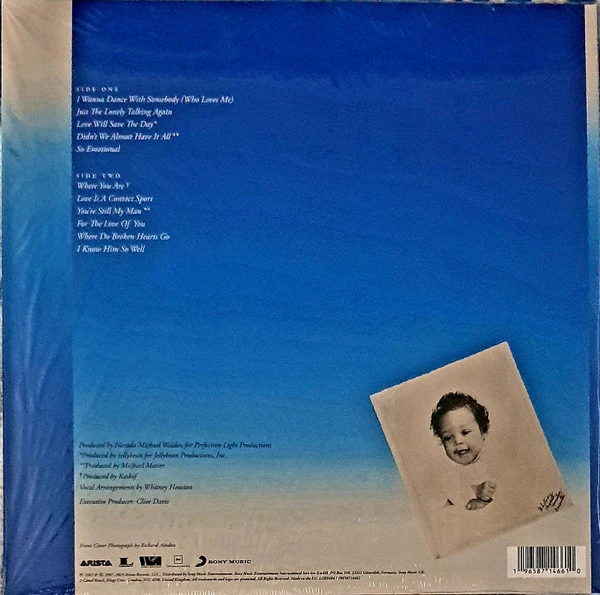 SIDE ONE
I Wanna Dance With Somebody (Who Loves Me)
Just The Lonely Talking Again
Love Will Save The Day*
Didn't We Almost Have It All**
So Emotional
SIDE TWO
Where You Are†
Love Is A Contact Sport
You're Still My Man**
For The Love Of You
Where Do Broken Hearts Go
I Know Him So Well
Produced by Narada Michael Walden for Perfection Light Productions
*Produced by Jellybean for Jellybean Productions, Inc.
**Produced by Michael Masser
†Produced by Kashif
Vocal Arrangements by Whitney Houston
Executive Producer: Clive Davis
Front Cover Photograph by Richard Avedon
ARISTA
SONY MUSIC
1 96587 14661 0